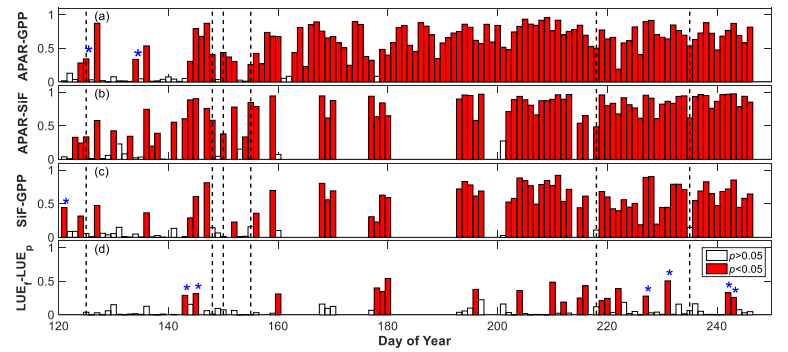 (a)
1
0.5
0
APAR-GPP
*
*
(b)
1
0.5
0
APAR-SiF
(c)
1
0.5
0
SiF-GPP
*
(d)
1
0.5
0
LUEf-LUEp
* * * * * *
p>0.05
p<0.05
120 140 160 180 200 220 240
Day of Year